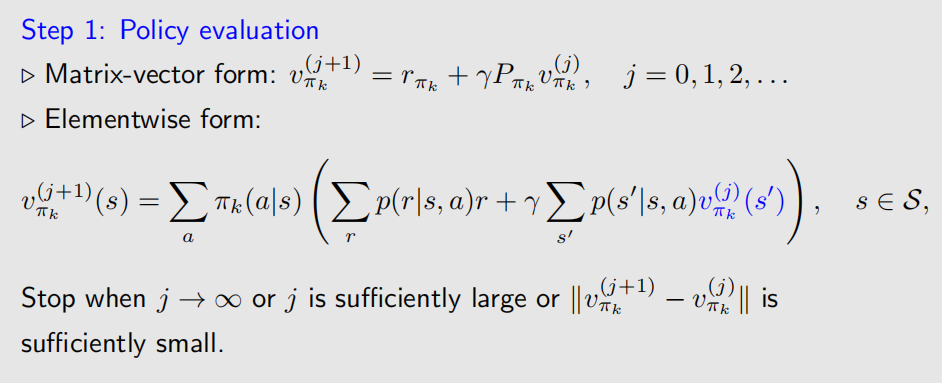 Step 1: Policy evaluation
▷ Matrix-vector form: $v_{\pi_k}^{(j+1)} = r_{\pi_k} + \gamma P_{\pi_k} v_{\pi_k}^{(j)}, \quad j = 0, 1, 2, \ldots$
▷ Elementwise form:
$v_{\pi_k}^{(j+1)}(s) = \sum_a \pi_k(a|s) \left( \sum_r p(r|s,a)r + \gamma \sum_{s'} p(s'|s,a) v_{\pi_k}^{(j)}(s') \right), \quad s \in \mathcal{S},$
Stop when $j \to \infty$ or $j$ is sufficiently large or $\|v_{\pi_k}^{(j+1)} - v_{\pi_k}^{(j)}\|$ is
sufficiently small.